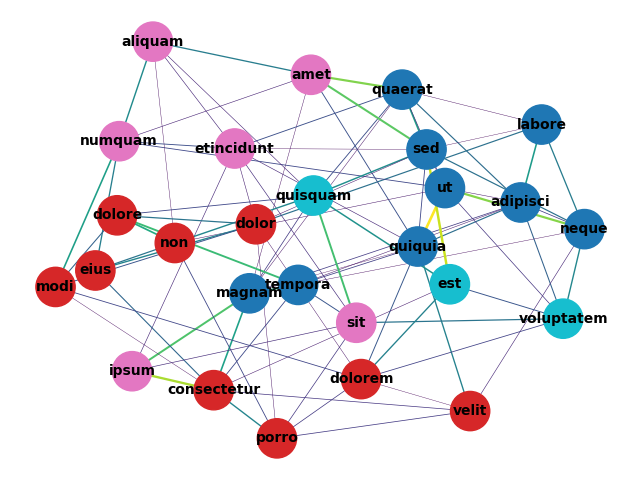 aliquam
amet
quaerat
labore
numquam
etincidunt
sed
ut
quisquam
adipisci
dolore
dolor
neque
non
quiquia
eius
modi
magnam
tempora
est
sit
voluptatem
ipsum
consectetur
dolorem
velit
porro